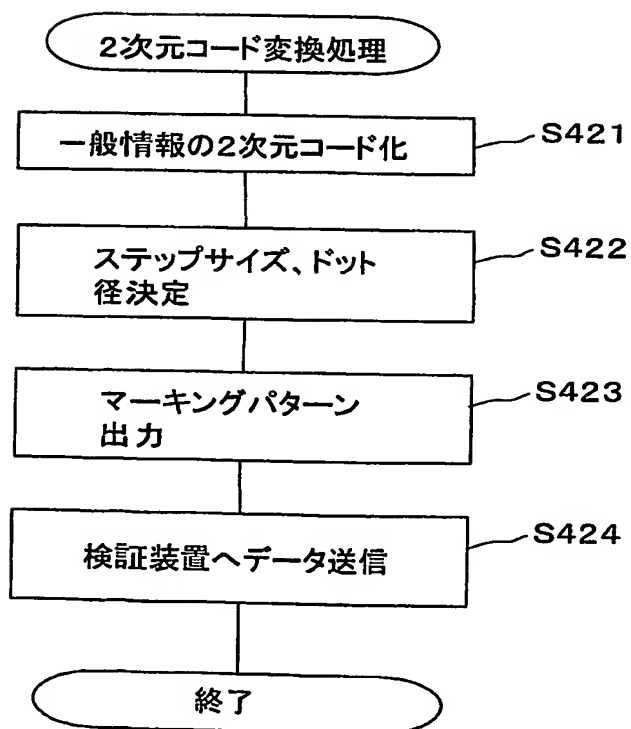 2次元コード変換処理
一般情報の2次元コード化
S421
ステップサイズ、ドット
径決定
S422
マーキングパターン
出力
S423
検証装置へデータ送信
S424
終了